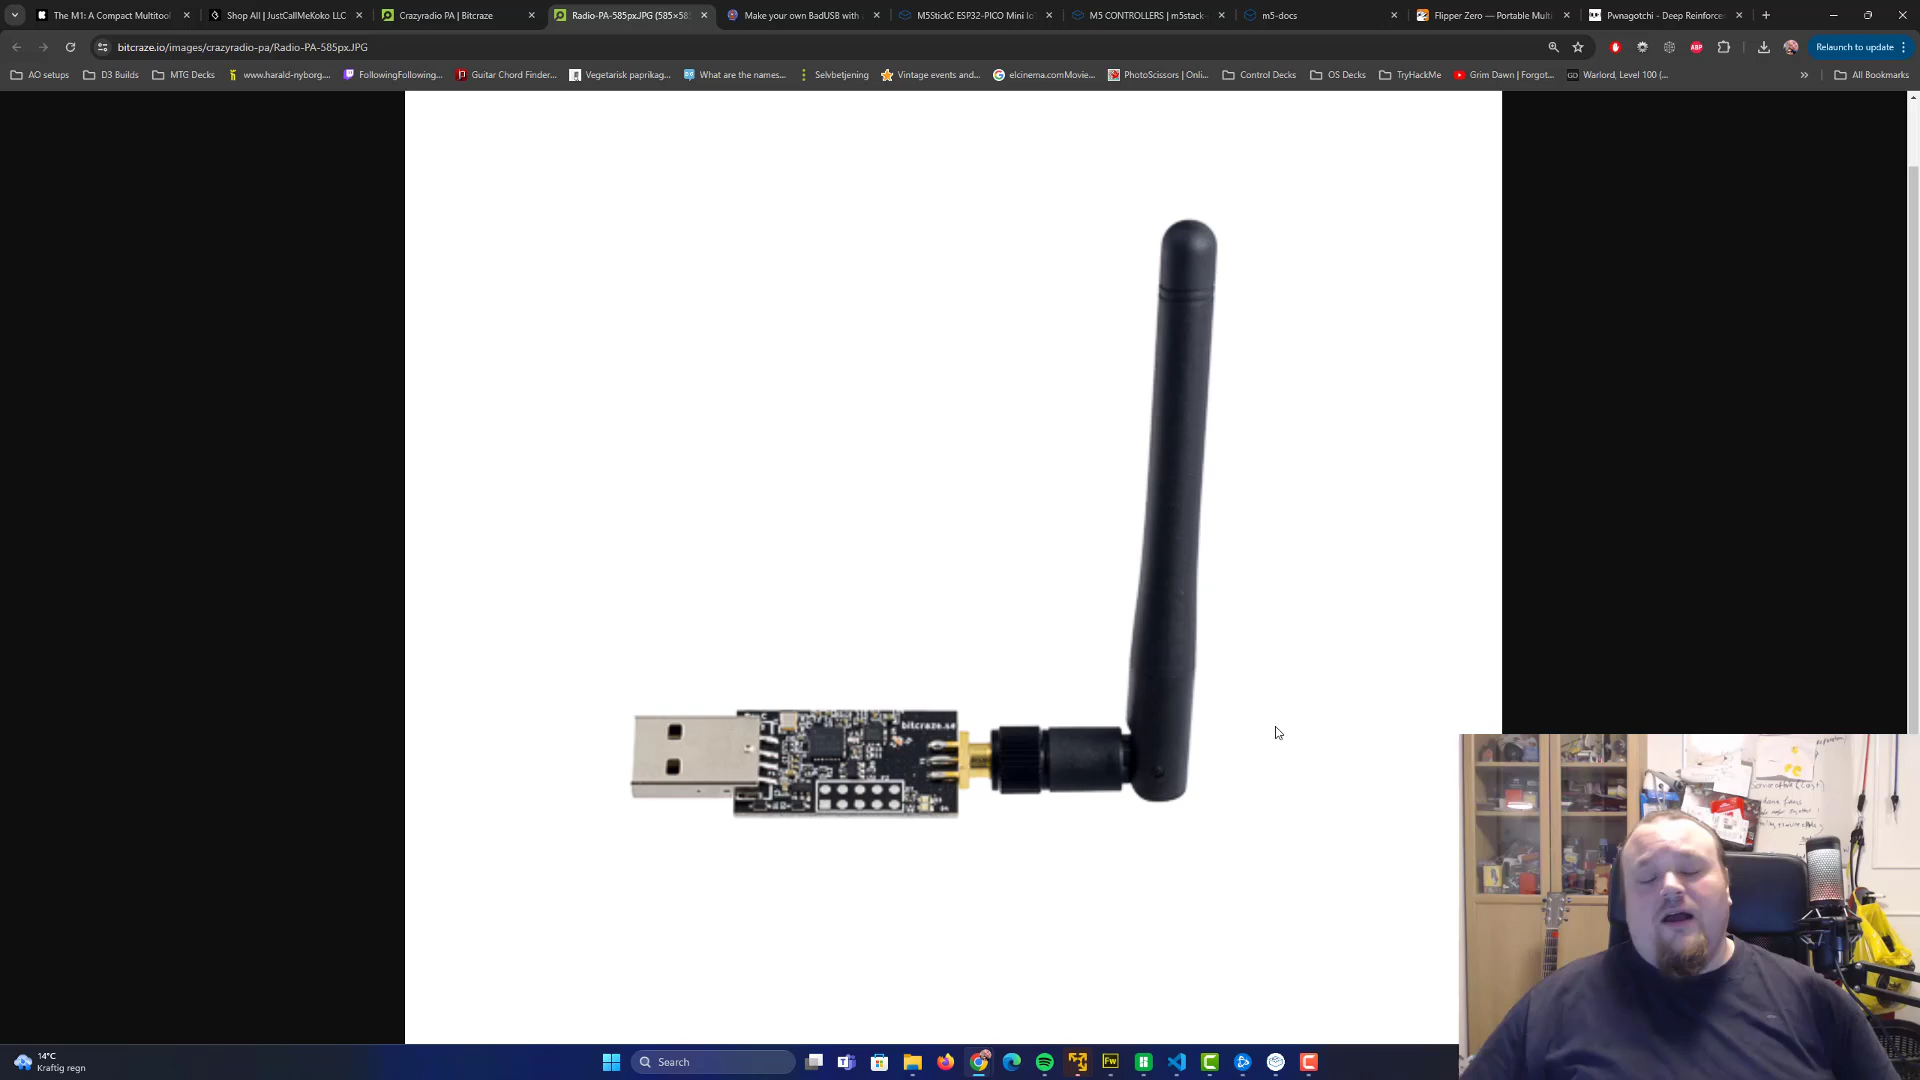 The M1: A Compact Multitool
Shop All | JustCallMeKoko LLC
Crazyradio PA | Bitcraze
Radio-PA-585px.JPG (585×58
Make your own BadUSB with
M5StickC ESP32-PICO Mini Io
M5 CONTROLLERS | m5stack-
m5-docs
Flipper Zero — Portable Multi
Pwnagotchi - Deep Reinforce
bitcraze.io/images/crazyradio-pa/Radio-PA-585px.JPG
ABP
Relaunch to update
AO setups
D3 Builds
MTG Decks
www.harald-nyborg....
FollowingFollowing...
Guitar Chord Finder...
Vegetarisk paprikag...
What are the names...
Selvbetjening
Vintage events and...
elcinema.comMovie...
PhotoScissors | Onli...
Control Decks
OS Decks
TryHackMe
Grim Dawn | Forgot...
GD
Warlord, Level 100 (...
All Bookmarks
bitcraze.se
14°C
Kraftig regn
Search
Fw